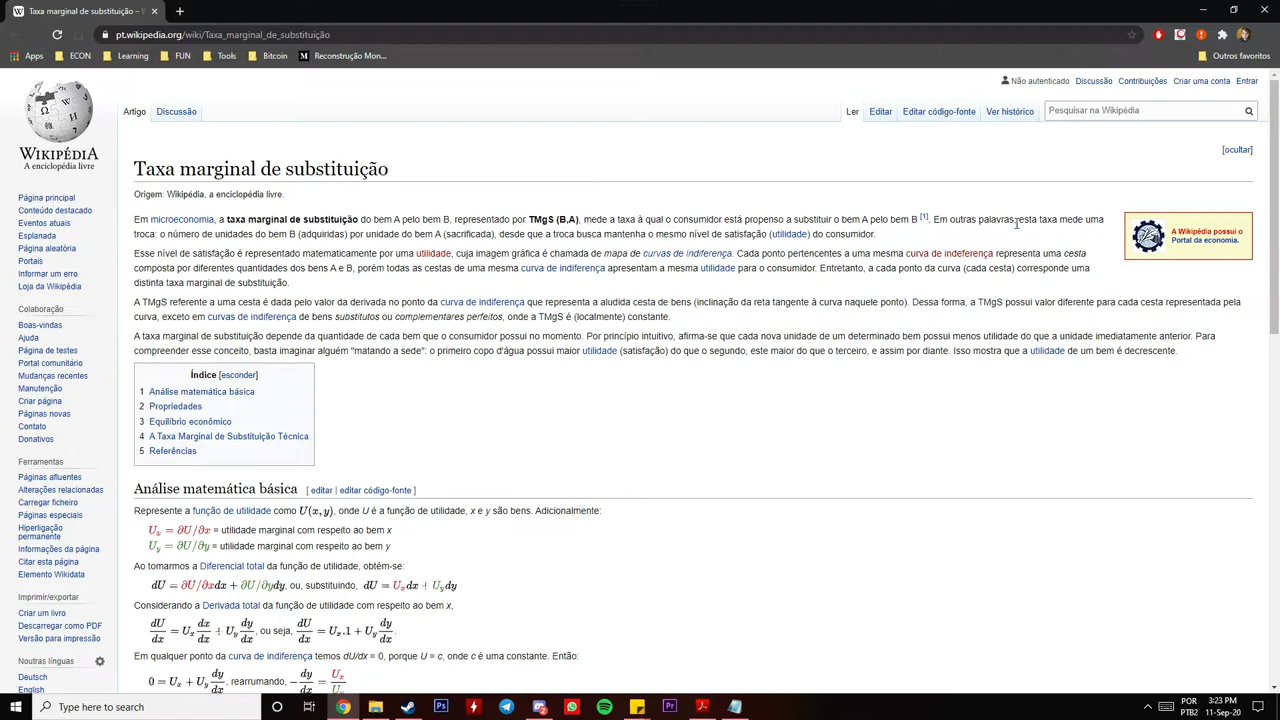 Taxa marginal de substituição – W
pt.wikipedia.org/wiki/Taxa_marginal_de_substituição
Apps ECON Learning FUN Tools Bitcoin Reconstrução Mon... Outros favoritos
Não autenticado Discussão Contribuições Criar uma conta Entrar
Artigo Discussão Ler Editar Editar código-fonte Ver histórico Pesquisar na Wikipédia
WIKIPÉDIA
A enciclopédia livre
Página principal
Conteúdo destacado
Eventos atuais
Esplanada
Página aleatória
Portais
Informar um erro
Loja da Wikipédia
Colaboração
Boas-vindas
Ajuda
Página de testes
Portal comunitário
Mudanças recentes
Manutenção
Criar página
Páginas novas
Contato
Donativos
Ferramentas
Páginas afluentes
Alterações relacionadas
Carregar ficheiro
Páginas especiais
Hiperligação
permanente
Informações da página
Citar esta página
Elemento Wikidata
Imprimir/exportar
Criar um livro
Descarregar como PDF
Versão para impressão
Noutras línguas
Deutsch
English
[ocultar]
Taxa marginal de substituição
Origem: Wikipédia, a enciclopédia livre.
Em microeconomia, a taxa marginal de substituição do bem A pelo bem B, representado por TMgS (B,A), mede a taxa à qual o consumidor está propenso a substituir o bem A pelo bem B [1]. Em outras palavras, esta taxa mede uma
troca: o número de unidades do bem B (adquiridas) por unidade do bem A (sacrificada), desde que a troca busca mantenha o mesmo nível de satisfação (utilidade) do consumidor.
A Wikipédia possui o
Portal da economia.
Esse nível de satisfação é representado matematicamente por uma utilidade, cuja imagem gráfica é chamada de mapa de curvas de indiferença. Cada ponto pertencentes a uma mesma curva de indeferença representa uma cesta
composta por diferentes quantidades dos bens A e B, porém todas as cestas de uma mesma curva de indiferença apresentam a mesma utilidade para o consumidor. Entretanto, a cada ponto da curva (cada cesta) corresponde uma
distinta taxa marginal de substituição.
A TMgS referente a uma cesta é dada pelo valor da derivada no ponto da curva de indiferença que representa a aludida cesta de bens (inclinação da reta tangente à curva naquele ponto). Dessa forma, a TMgS possui valor diferente para cada cesta representada pela
curva, exceto em curvas de indiferença de bens substitutos ou complementares perfeitos, onde a TMgS é (localmente) constante.
A taxa marginal de substituição depende da quantidade de cada bem que o consumidor possui no momento. Por princípio intuitivo, afirma-se que cada nova unidade de um determinado bem possui menos utilidade do que a unidade imediatamente anterior. Para
compreender esse conceito, basta imaginar alguém "matando a sede": o primeiro copo d'água possui maior utilidade (satisfação) do que o segundo, este maior do que o terceiro, e assim por diante. Isso mostra que a utilidade de um bem é decrescente.
Índice [esconder]
1 Análise matemática básica
2 Propriedades
3 Equilíbrio econômico
4 A Taxa Marginal de Substituição Técnica
5 Referências
Análise matemática básica [ editar | editar código-fonte ]
Represente a função de utilidade como U(x, y), onde U é a função de utilidade, x e y são bens. Adicionalmente:
Ux = ∂U/∂x = utilidade marginal com respeito ao bem x
Uy = ∂U/∂y = utilidade marginal com respeito ao bem y
Ao tomarmos a Diferencial total da função de utilidade, obtém-se:
dU = ∂U/∂xdx + ∂U/∂ydy, ou, substituindo, dU = Uxdx + Uydy
Considerando a Derivada total da função de utilidade com respeito ao bem x,
dU/dx = Ux dx/dx + Uy dy/dx, ou seja, dU/dx = Ux.1 + Uy dy/dx.
Em qualquer ponto da curva de indiferença temos dU/dx = 0, porque U = c, onde c é uma constante. Então:
0 = Ux + Uy dy/dx, rearrumando, −dy/dx = Ux/Uy
Type here to search
POR
PTB2
3:23 PM
11-Sep-20